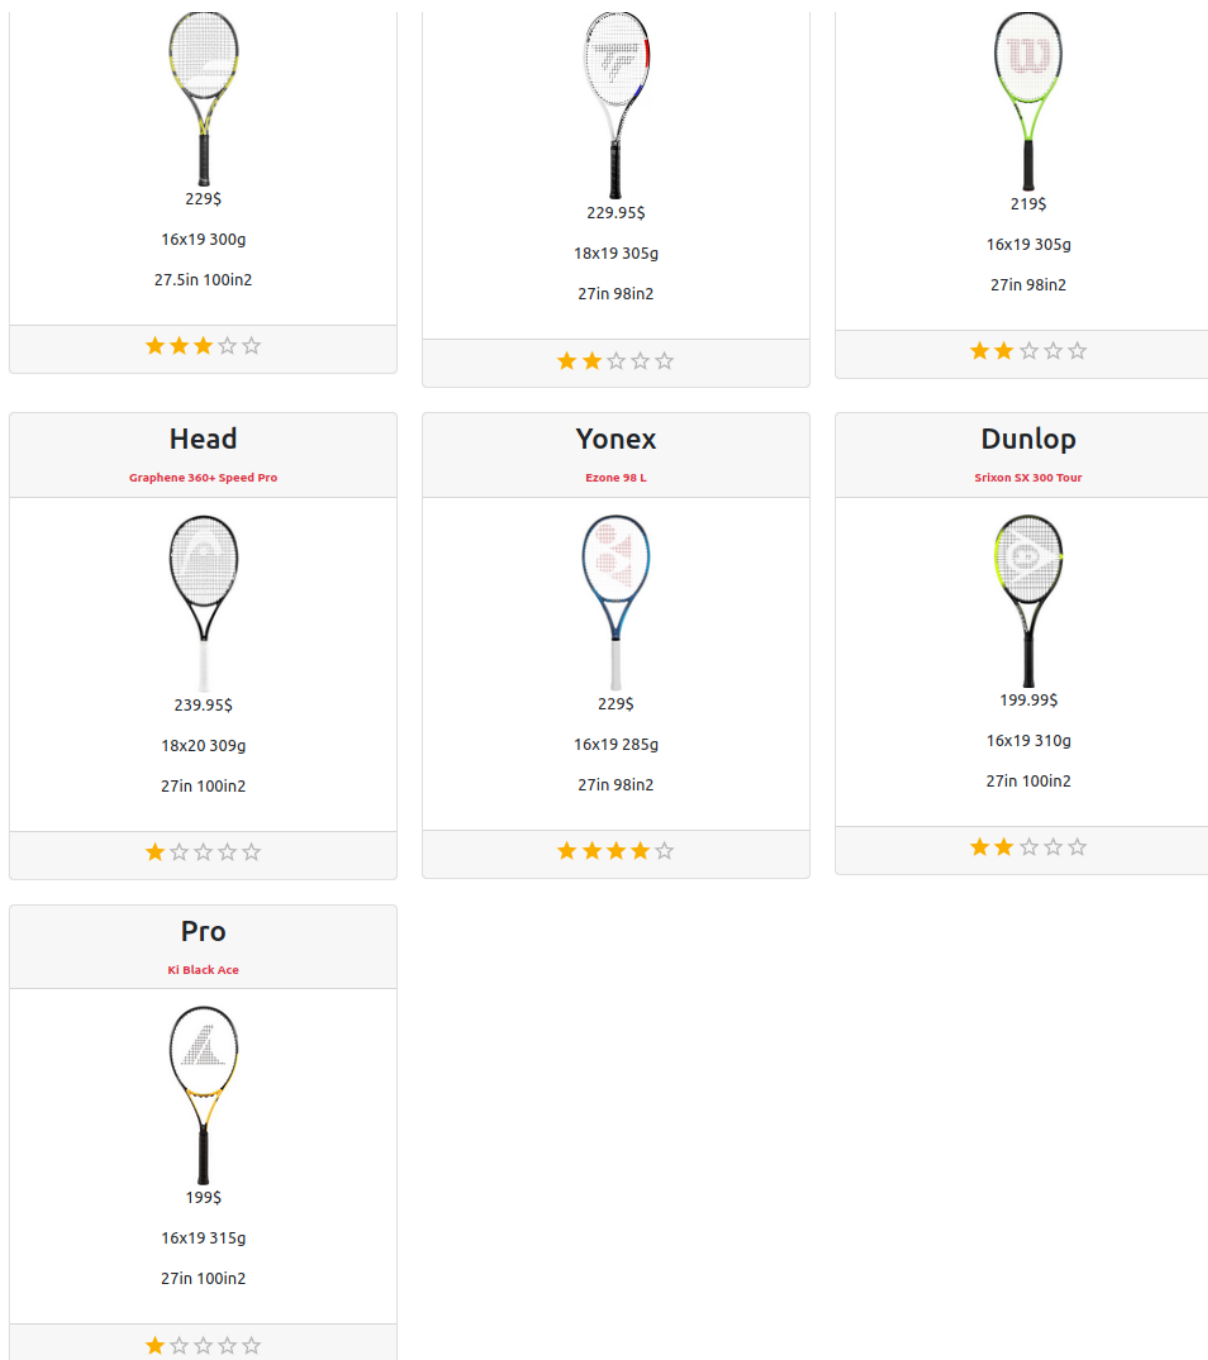 229$
16x19 300g
27.5in 100in2
229.95$
18x19 305g
27in 98in2
219$
16x19 305g
27in 98in2
Head
Graphene 360+ Speed Pro
239.95$
18x20 309g
27in 100in2
Yonex
Ezone 98 L
229$
16x19 285g
27in 98in2
Dunlop
Srixon SX 300 Tour
199.99$
16x19 310g
27in 100in2
Pro
Ki Black Ace
199$
16x19 315g
27in 100in2